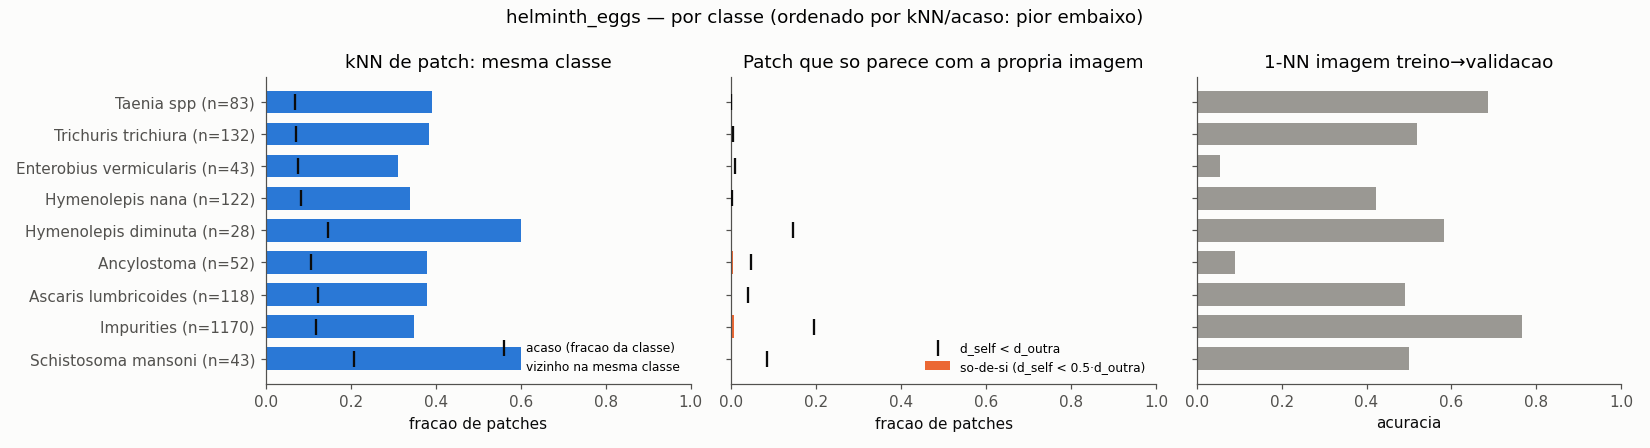 helminth_eggs — por classe (ordenado por kNN/acaso: pior embaixo)
kNN de patch: mesma classe
Patch que so parece com a propria imagem
1-NN imagem treino→validacao
Taenia spp (n=83)
Trichuris trichiura (n=132)
Enterobius vermicularis (n=43)
Hymenolepis nana (n=122)
Hymenolepis diminuta (n=28)
Ancylostoma (n=52)
Ascaris lumbricoides (n=118)
Impurities (n=1170)
Schistosoma mansoni (n=43)
acaso (fracao da classe)
vizinho na mesma classe
d_self < d_outra
so-de-si (d_self < 0.5·d_outra)
0.0 0.2 0.4 0.6 0.8 1.0
0.0 0.2 0.4 0.6 0.8 1.0
0.0 0.2 0.4 0.6 0.8 1.0
fracao de patches
fracao de patches
acuracia